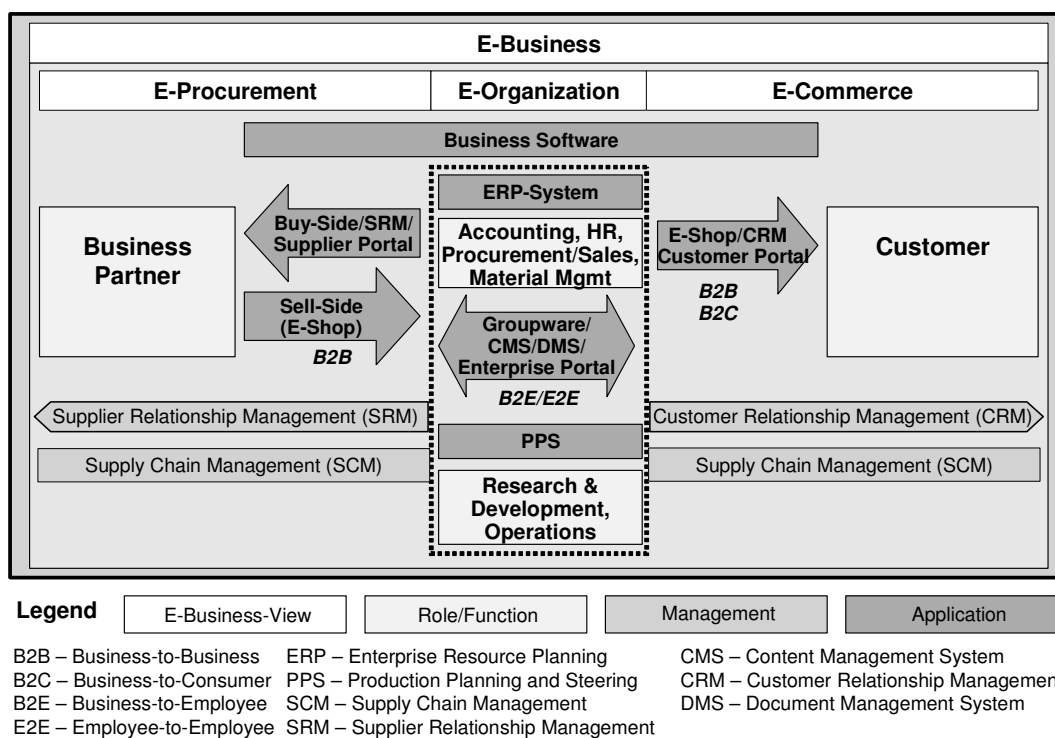 E-Business
E-Procurement
E-Organization
E-Commerce
Business Software
ERP-System
Business
Partner
Buy-Side/SRM/
Supplier Portal
Accounting, HR,
Procurement/Sales,
Material Mgmt
E-Shop/CRM
Customer Portal
Customer
B2B
B2C
Sell-Side
(E-Shop)
B2B
Groupware/
CMS/DMS/
Enterprise Portal
B2E/E2E
Supplier Relationship Management (SRM)
Customer Relationship Management (CRM)
PPS
Supply Chain Management (SCM)
Supply Chain Management (SCM)
Research &
Development,
Operations
Legend
E-Business-View
Role/Function
Management
Application
B2B – Business-to-Business
B2C – Business-to-Consumer
B2E – Business-to-Employee
E2E – Employee-to-Employee
ERP – Enterprise Resource Planning
PPS – Production Planning and Steering
SCM – Supply Chain Management
SRM – Supplier Relationship Management
CMS – Content Management System
CRM – Customer Relationship Management
DMS – Document Management System